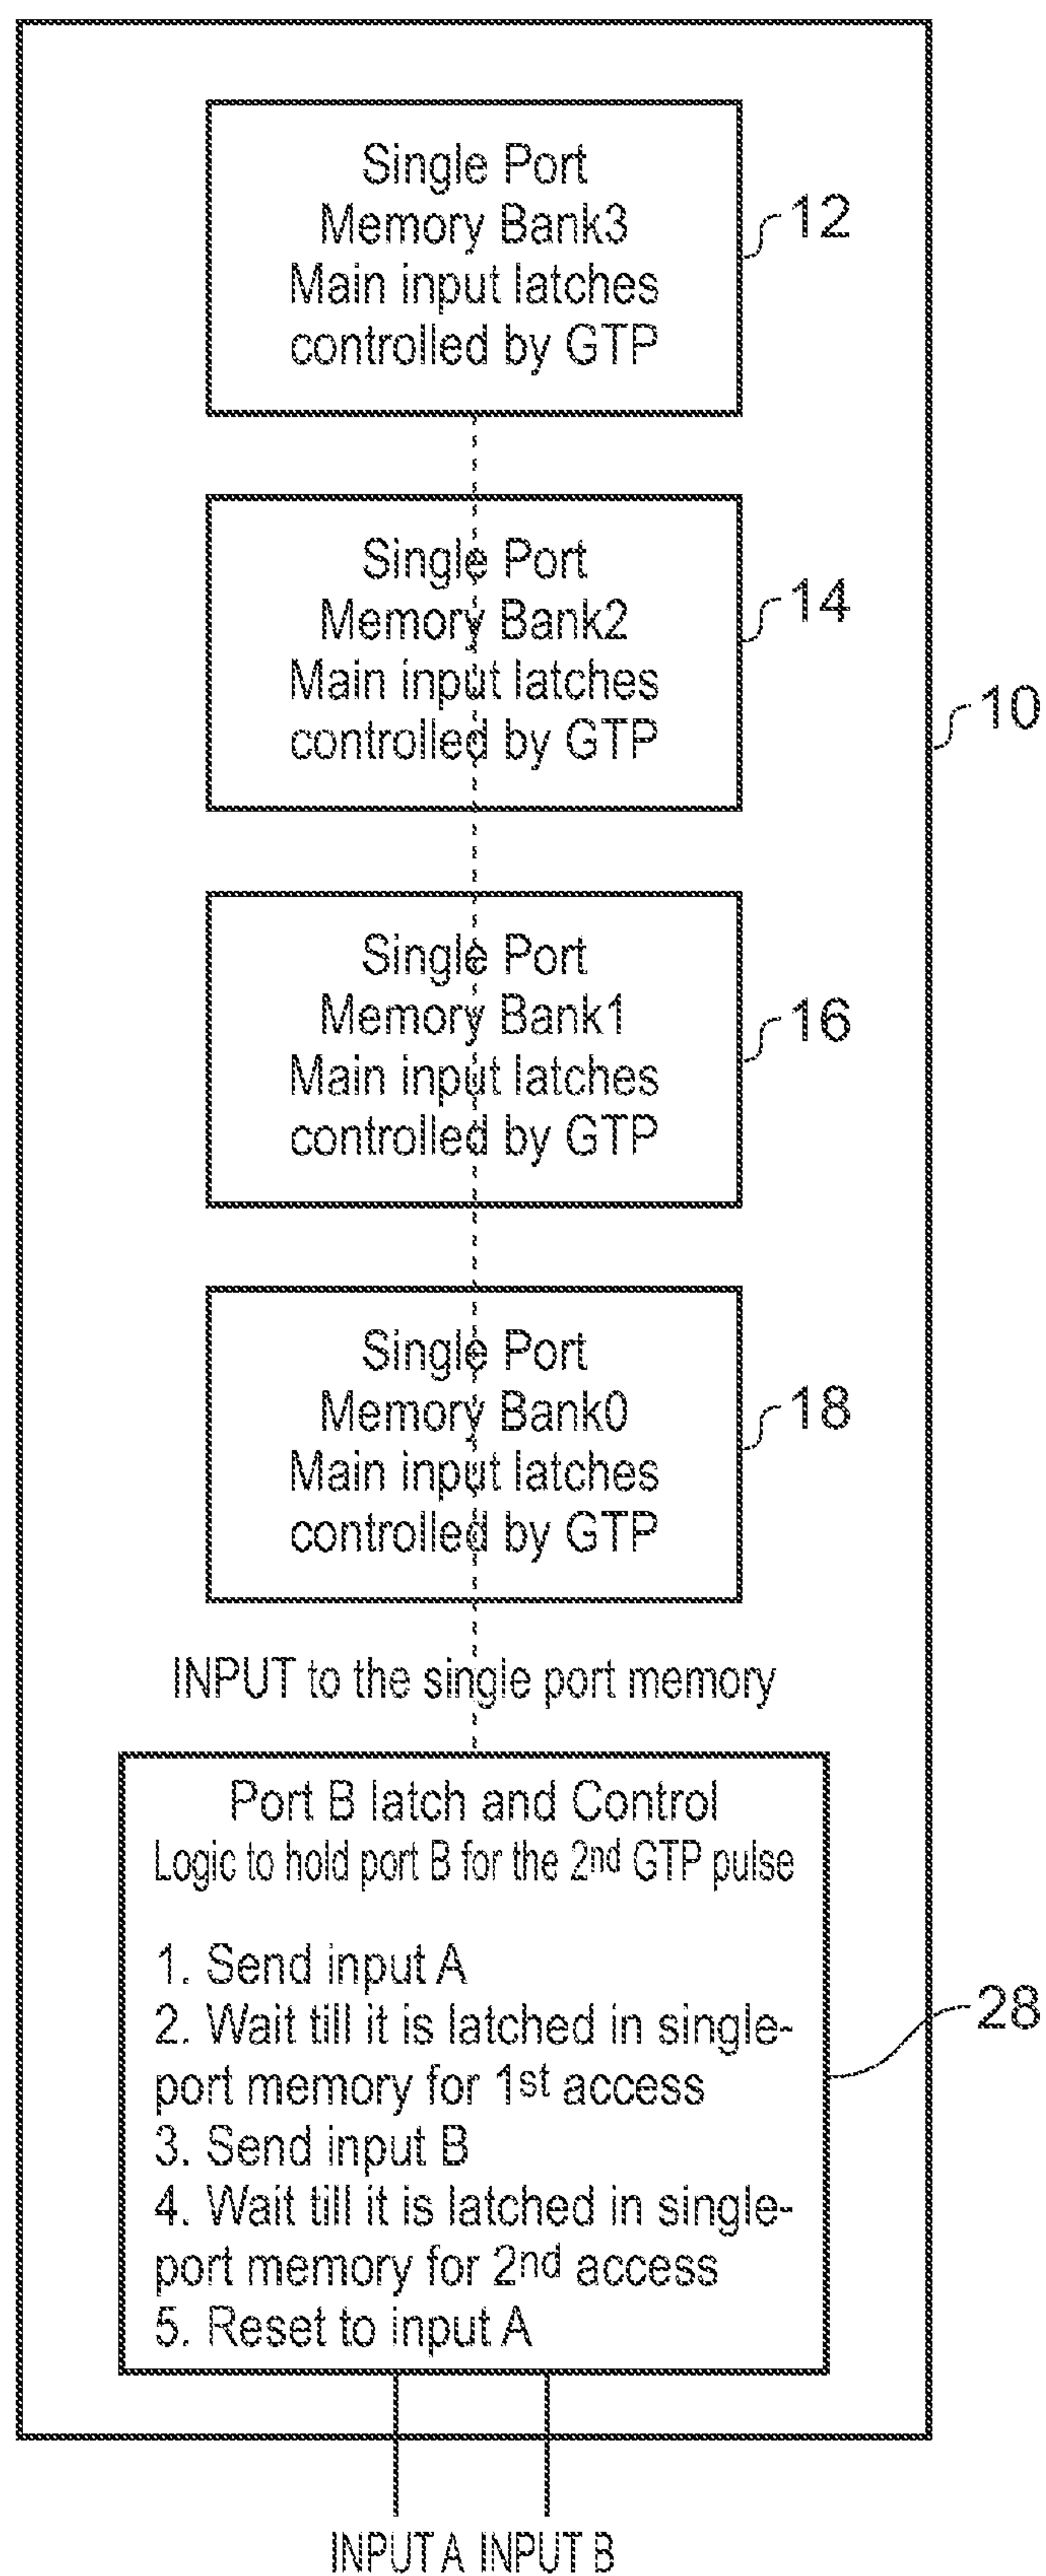 Single Port
Memory Bank3
Main input latches
controlled by GTP
12
Single Port
Memory Bank2
Main input latches
controlled by GTP
14
10
Single Port
Memory Bank1
Main input latches
controlled by GTP
16
Single Port
Memory Bank0
Main input latches
controlled by GTP
18
INPUT to the single port memory
Port B latch and Control
Logic to hold port B for the 2nd GTP pulse
1. Send input A
2. Wait till it is latched in single-
port memory for 1st access
3. Send input B
4. Wait till it is latched in single-
port memory for 2nd access
5. Reset to input A
28
INPUT A INPUT B